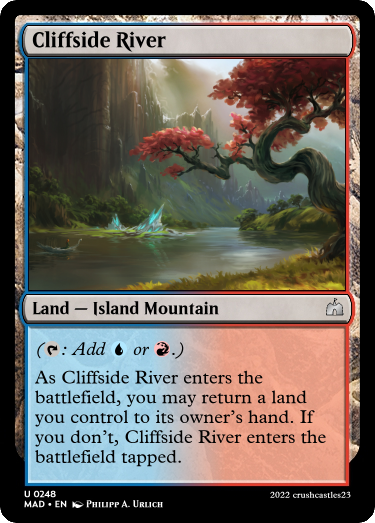 Cliffside River
Land — Island Mountain
(: Add  or .)
As Cliffside River enters the
battlefield, you may return a land
you control to its owner's hand. If
you don't, Cliffside River enters the
battlefield tapped.
U 0248
MAD • EN Philipp A. Urlich
2022 crushcastles23